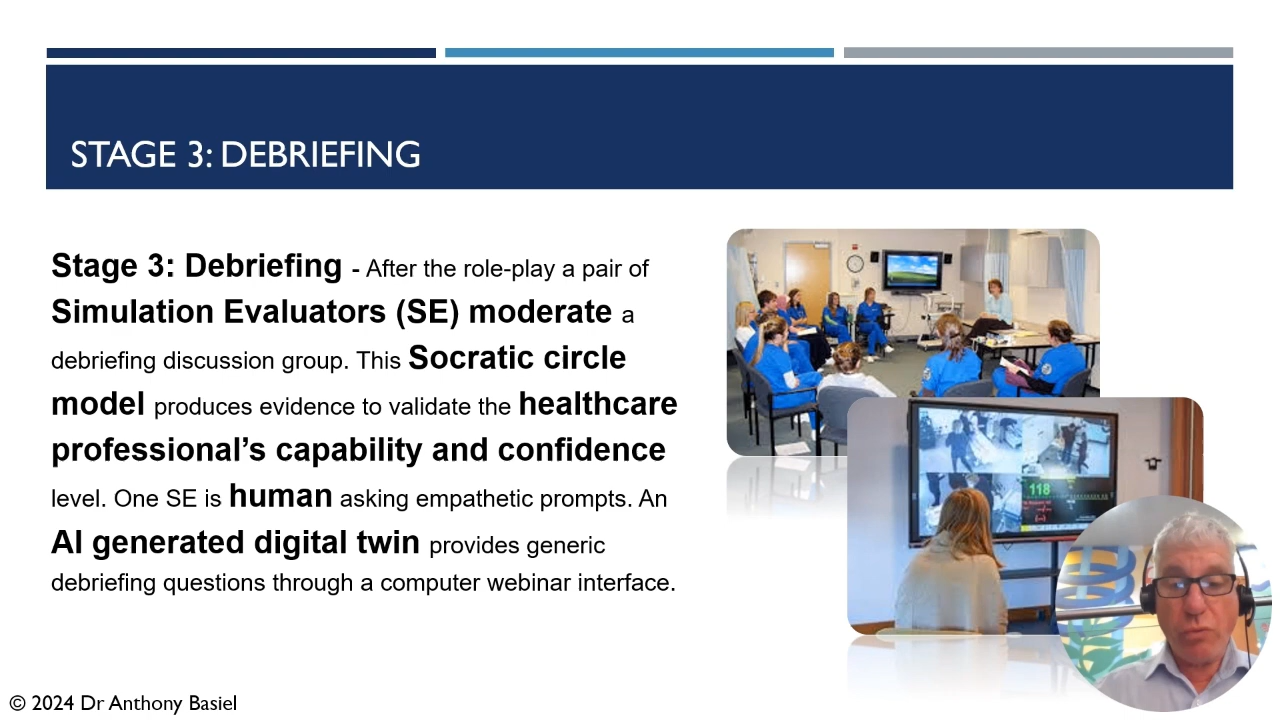 STAGE 3: DEBRIEFING
Stage 3: Debriefing - After the role-play a pair of
Simulation Evaluators (SE) moderate a
debriefing discussion group. This Socratic circle
model produces evidence to validate the healthcare
professional’s capability and confidence
level. One SE is human asking empathetic prompts. An
AI generated digital twin provides generic
debriefing questions through a computer webinar interface.
118
© 2024 Dr Anthony Basiel